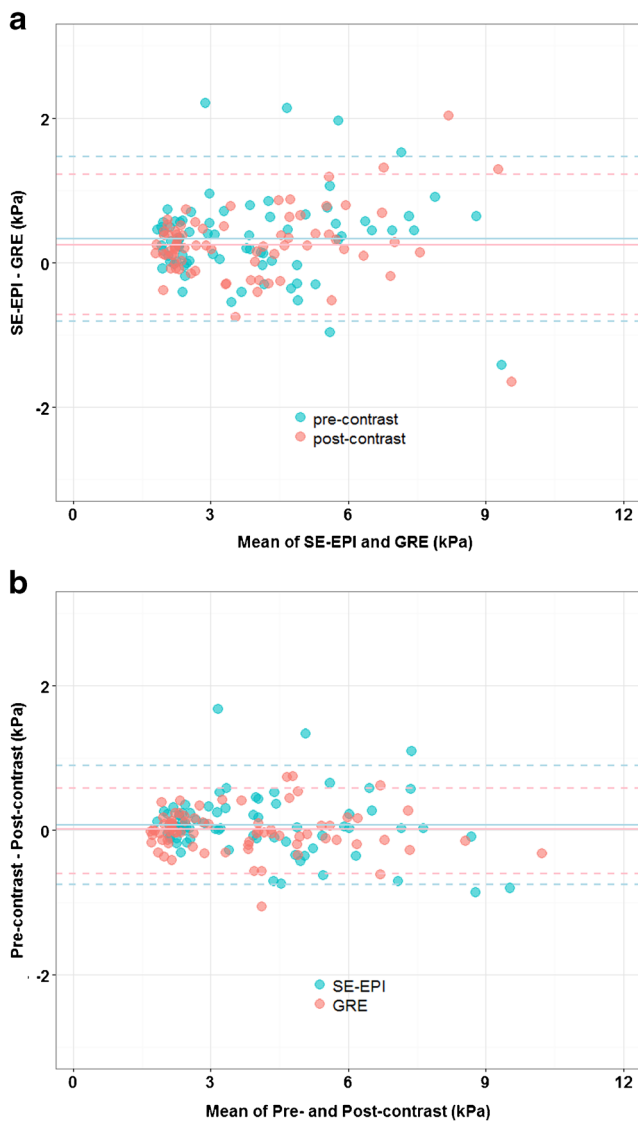 a
2
0
-2
SE-EPI - GRE (kPa)
pre-contrast
post-contrast
0 3 6 9 12
Mean of SE-EPI and GRE (kPa)
b
2
0
-2
Pre-contrast - Post-contrast (kPa)
SE-EPI
GRE
0 3 6 9 12
Mean of Pre- and Post-contrast (kPa)